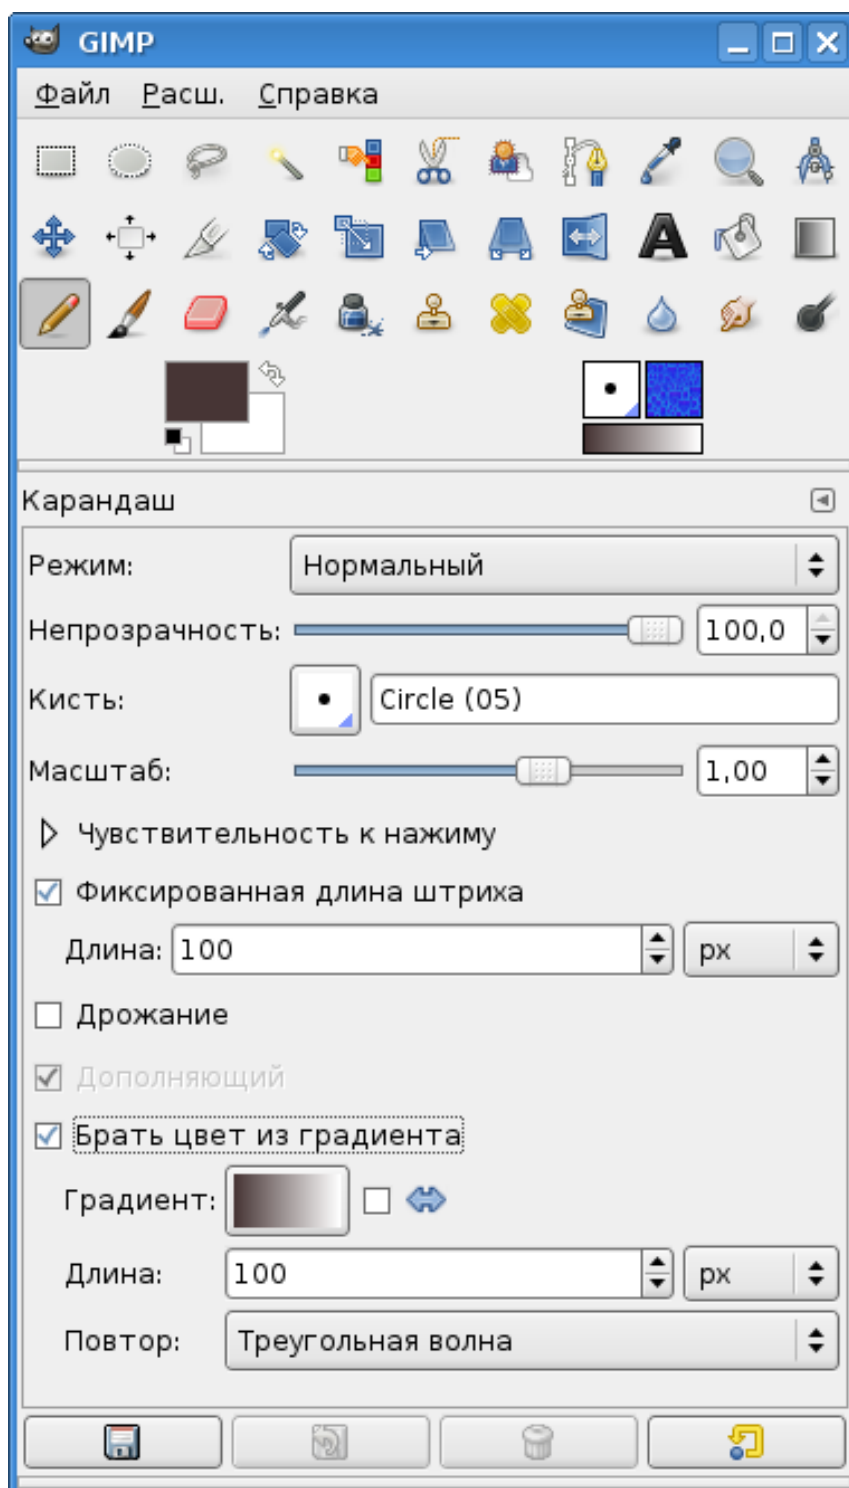 GIMP
Файл Расш. Справка
Карандаш
Режим: Нормальный
Непрозрачность: 100,0
Кисть: Circle (05)
Масштаб: 1,00
Чувствительность к нажиму
Фиксированная длина штриха
Длина: 100 px
Дрожание
Дополняющий
Брать цвет из градиента
Градиент:
Длина: 100 px
Повтор: Треугольная волна